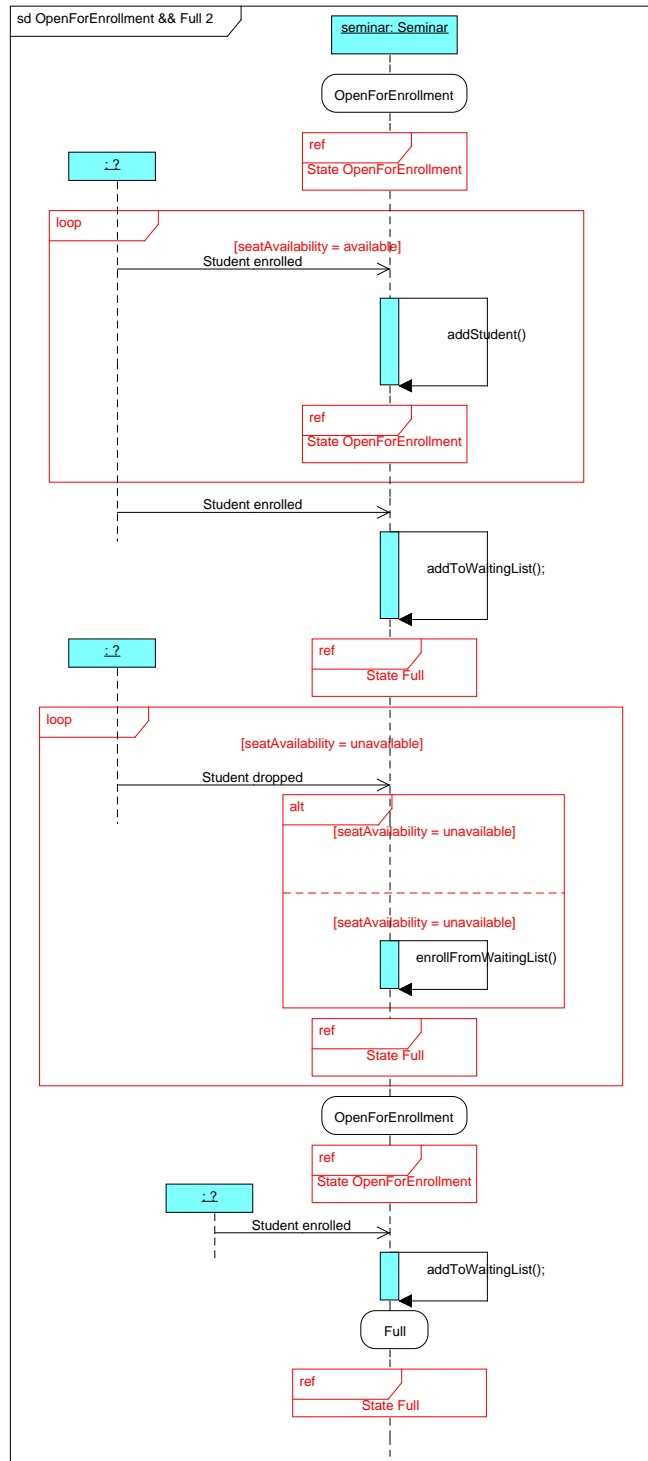 sd OpenForEnrollment && Full 2
seminar: Seminar
OpenForEnrollment
ref
State OpenForEnrollment
: ?
loop
[seatAvailability = available]
Student enrolled
addStudent()
ref
State OpenForEnrollment
Student enrolled
addToWaitingList();
: ?
ref
State Full
loop
[seatAvailability = unavailable]
Student dropped
alt
[seatAvailability = unavailable]
[seatAvailability = unavailable]
enrollFromWaitingList()
ref
State Full
OpenForEnrollment
ref
State OpenForEnrollment
: ?
Student enrolled
addToWaitingList();
Full
ref
State Full